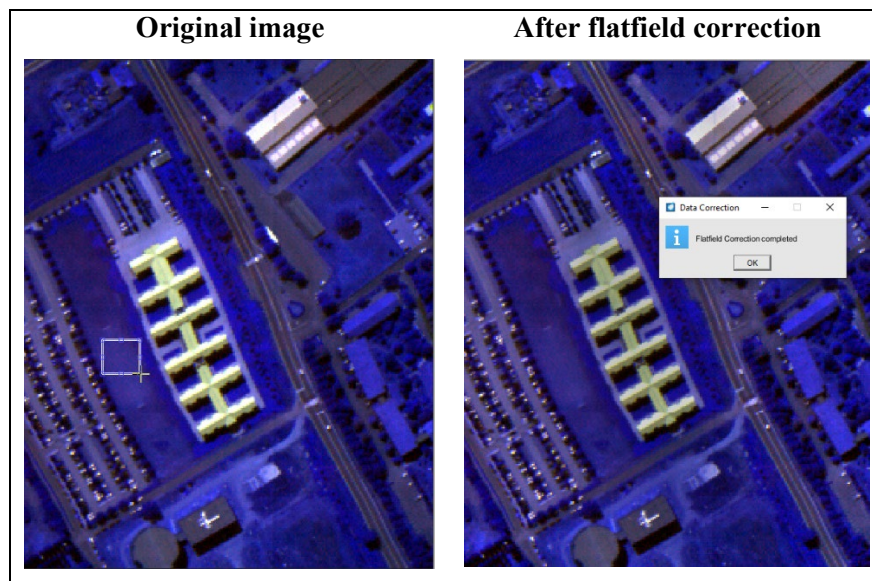 Original image
After flatfield correction
Data Correction
Flatfield Correction completed
OK